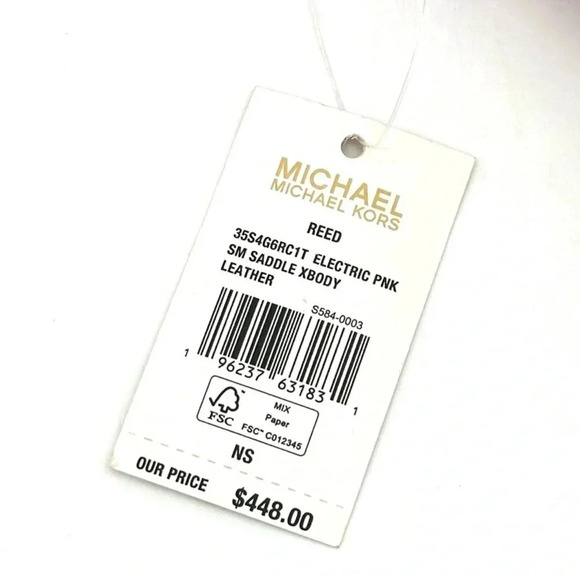 MICHAEL
MICHAEL KORS
REED
35S4G6RC1T ELECTRIC PNK
SM SADDLE XBODY
LEATHER
S584-0003
1 96237 63183 1
FSC
MIX
Paper
FSC™ C012345
NS
OUR PRICE $448.00